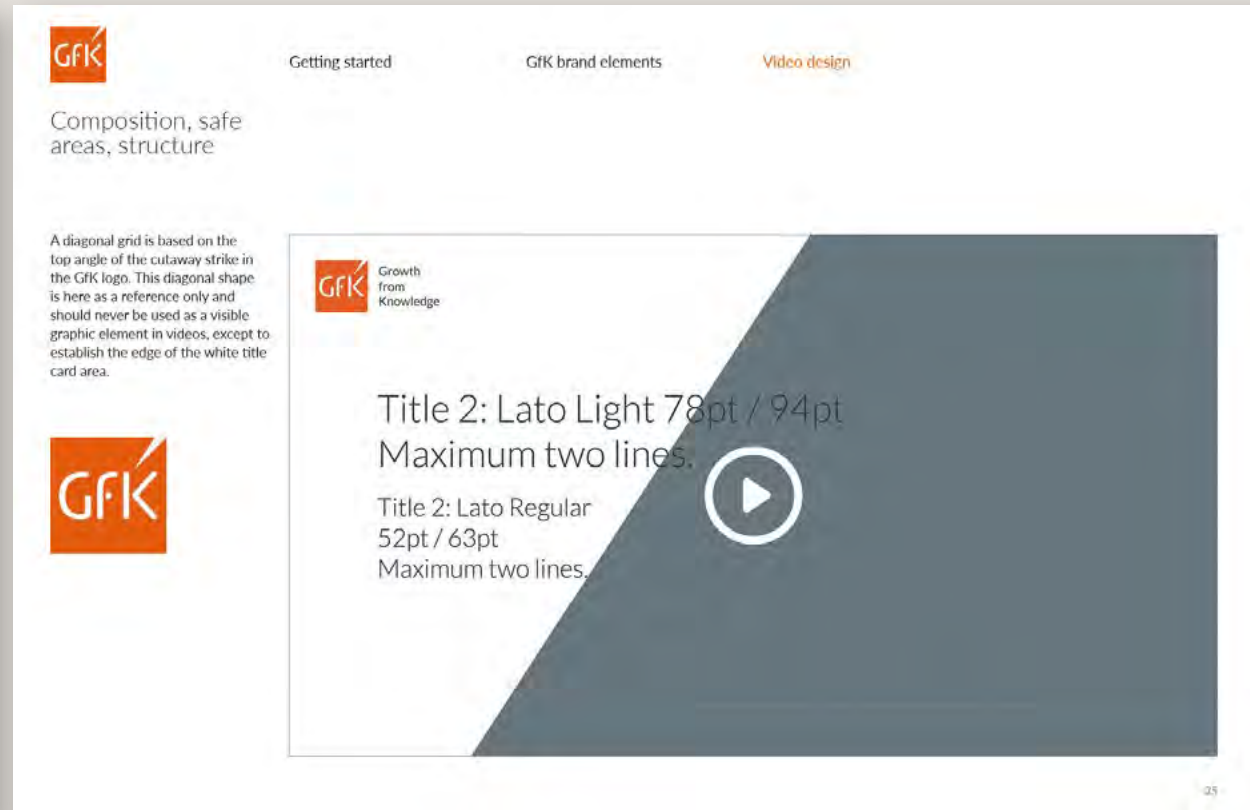 GfK
Getting started
GfK brand elements
Video design
Composition, safe
areas, structure
A diagonal grid is based on the
top angle of the cutaway strike in
the GfK logo. This diagonal shape
is here as a reference only and
should never be used as a visible
graphic element in videos, except to
establish the edge of the white title
card area.
GfK
GfK
Growth
from
Knowledge
Title 2: Lato Light 78pt / 94pt
Maximum two lines.
Title 2: Lato Regular
52pt / 63pt
Maximum two lines.
25